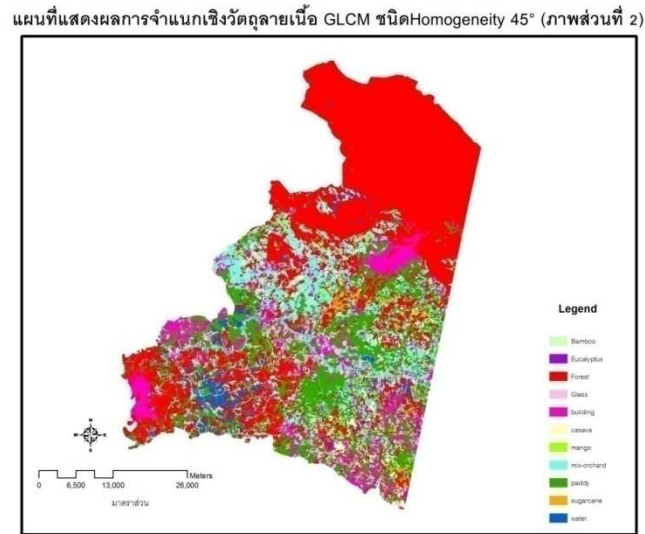 แผนที่แสดงผลการจำแนกเชิงวัตถุลายเนื้อ GLCM ชนิดHomogeneity 45° (ภาพส่วนที่ 2)
Legend
Bamboo
Eucalyptus
Forest
Glass
building
casava
mango
mix-orchard
paddy
sugarcane
water
Meters
0 6,500 13,000 26,000
มาตราส่วน